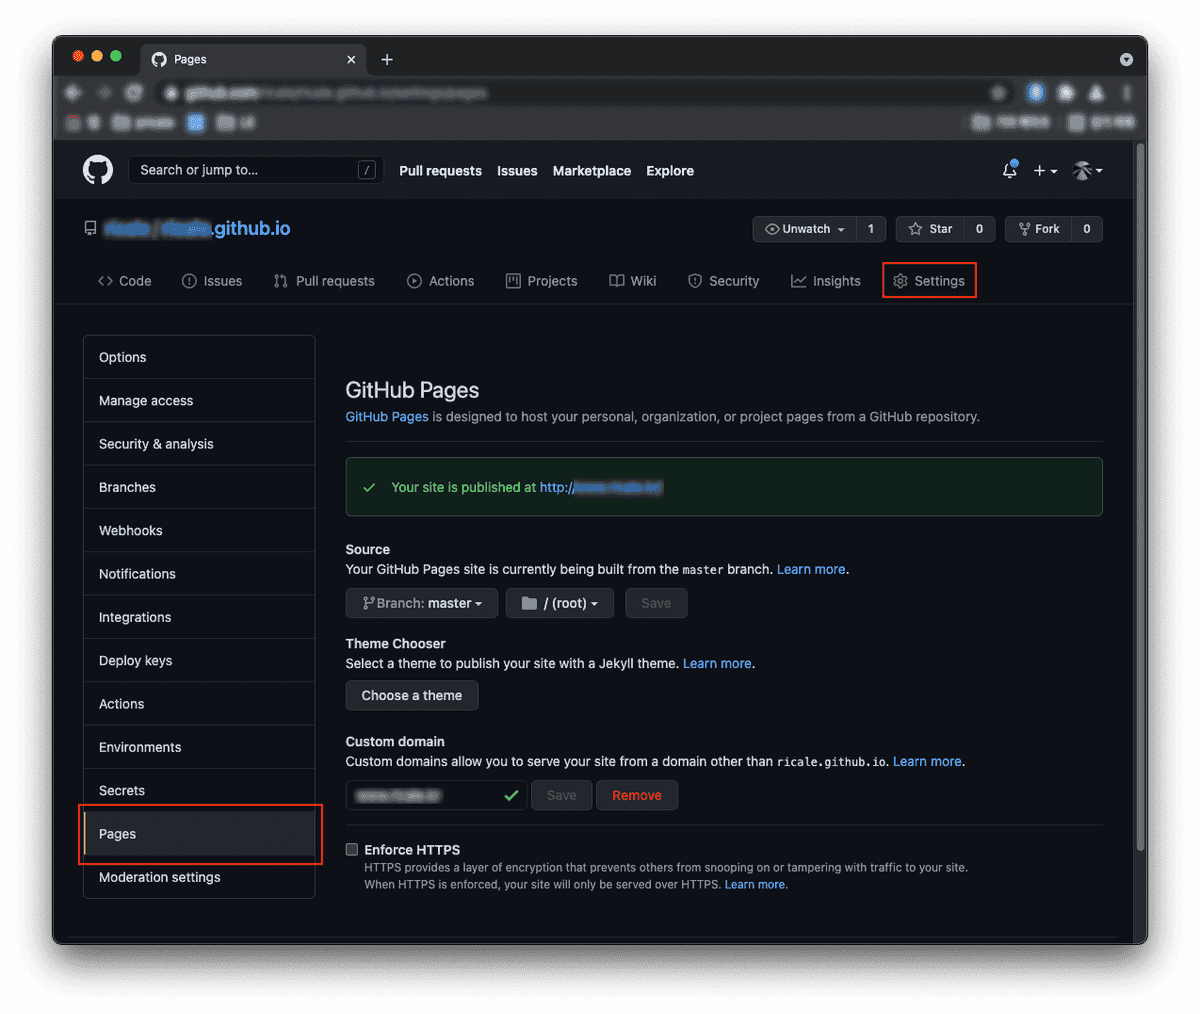 Pages
Search or jump to... /
Pull requests Issues Marketplace Explore
.github.io
Unwatch 1 Star 0 Fork 0
Code Issues Pull requests Actions Projects Wiki Security Insights Settings
Options
Manage access
Security & analysis
Branches
Webhooks
Notifications
Integrations
Deploy keys
Actions
Environments
Secrets
Pages
Moderation settings
GitHub Pages
GitHub Pages is designed to host your personal, organization, or project pages from a GitHub repository.
Your site is published at http://
Source
Your GitHub Pages site is currently being built from the master branch. Learn more.
Branch: master / (root) Save
Theme Chooser
Select a theme to publish your site with a Jekyll theme. Learn more.
Choose a theme
Custom domain
Custom domains allow you to serve your site from a domain other than ricale.github.io. Learn more.
Save Remove
Enforce HTTPS
HTTPS provides a layer of encryption that prevents others from snooping on or tampering with traffic to your site.
When HTTPS is enforced, your site will only be served over HTTPS. Learn more.